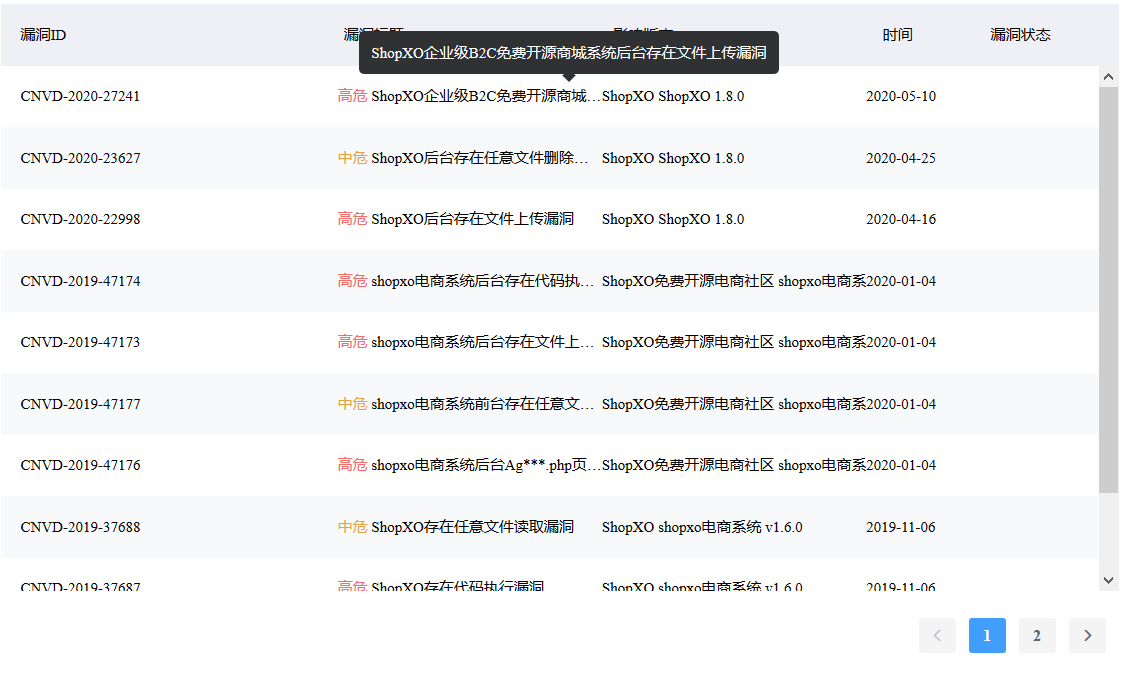 漏洞ID 漏洞标题 影响版本 时间 漏洞状态
ShopXO企业级B2C免费开源商城系统后台存在文件上传漏洞
CNVD-2020-27241 高危 ShopXO企业级B2C免费开源商城... ShopXO ShopXO 1.8.0 2020-05-10
CNVD-2020-23627 中危 ShopXO后台存在任意文件删除... ShopXO ShopXO 1.8.0 2020-04-25
CNVD-2020-22998 高危 ShopXO后台存在文件上传漏洞 ShopXO ShopXO 1.8.0 2020-04-16
CNVD-2019-47174 高危 shopxo电商系统后台存在代码执... ShopXO免费开源电商社区 shopxo电商系 2020-01-04
CNVD-2019-47173 高危 shopxo电商系统后台存在文件上... ShopXO免费开源电商社区 shopxo电商系 2020-01-04
CNVD-2019-47177 中危 shopxo电商系统前台存在任意文... ShopXO免费开源电商社区 shopxo电商系 2020-01-04
CNVD-2019-47176 高危 shopxo电商系统后台Ag***.php页... ShopXO免费开源电商社区 shopxo电商系 2020-01-04
CNVD-2019-37688 中危 ShopXO存在任意文件读取漏洞 ShopXO shopxo电商系统 v1.6.0 2019-11-06
CNVD-2019-37687 高危 ShopXO存在代码执行漏洞 ShopXO shopxo电商系统 v1.6.0 2019-11-06
1 2